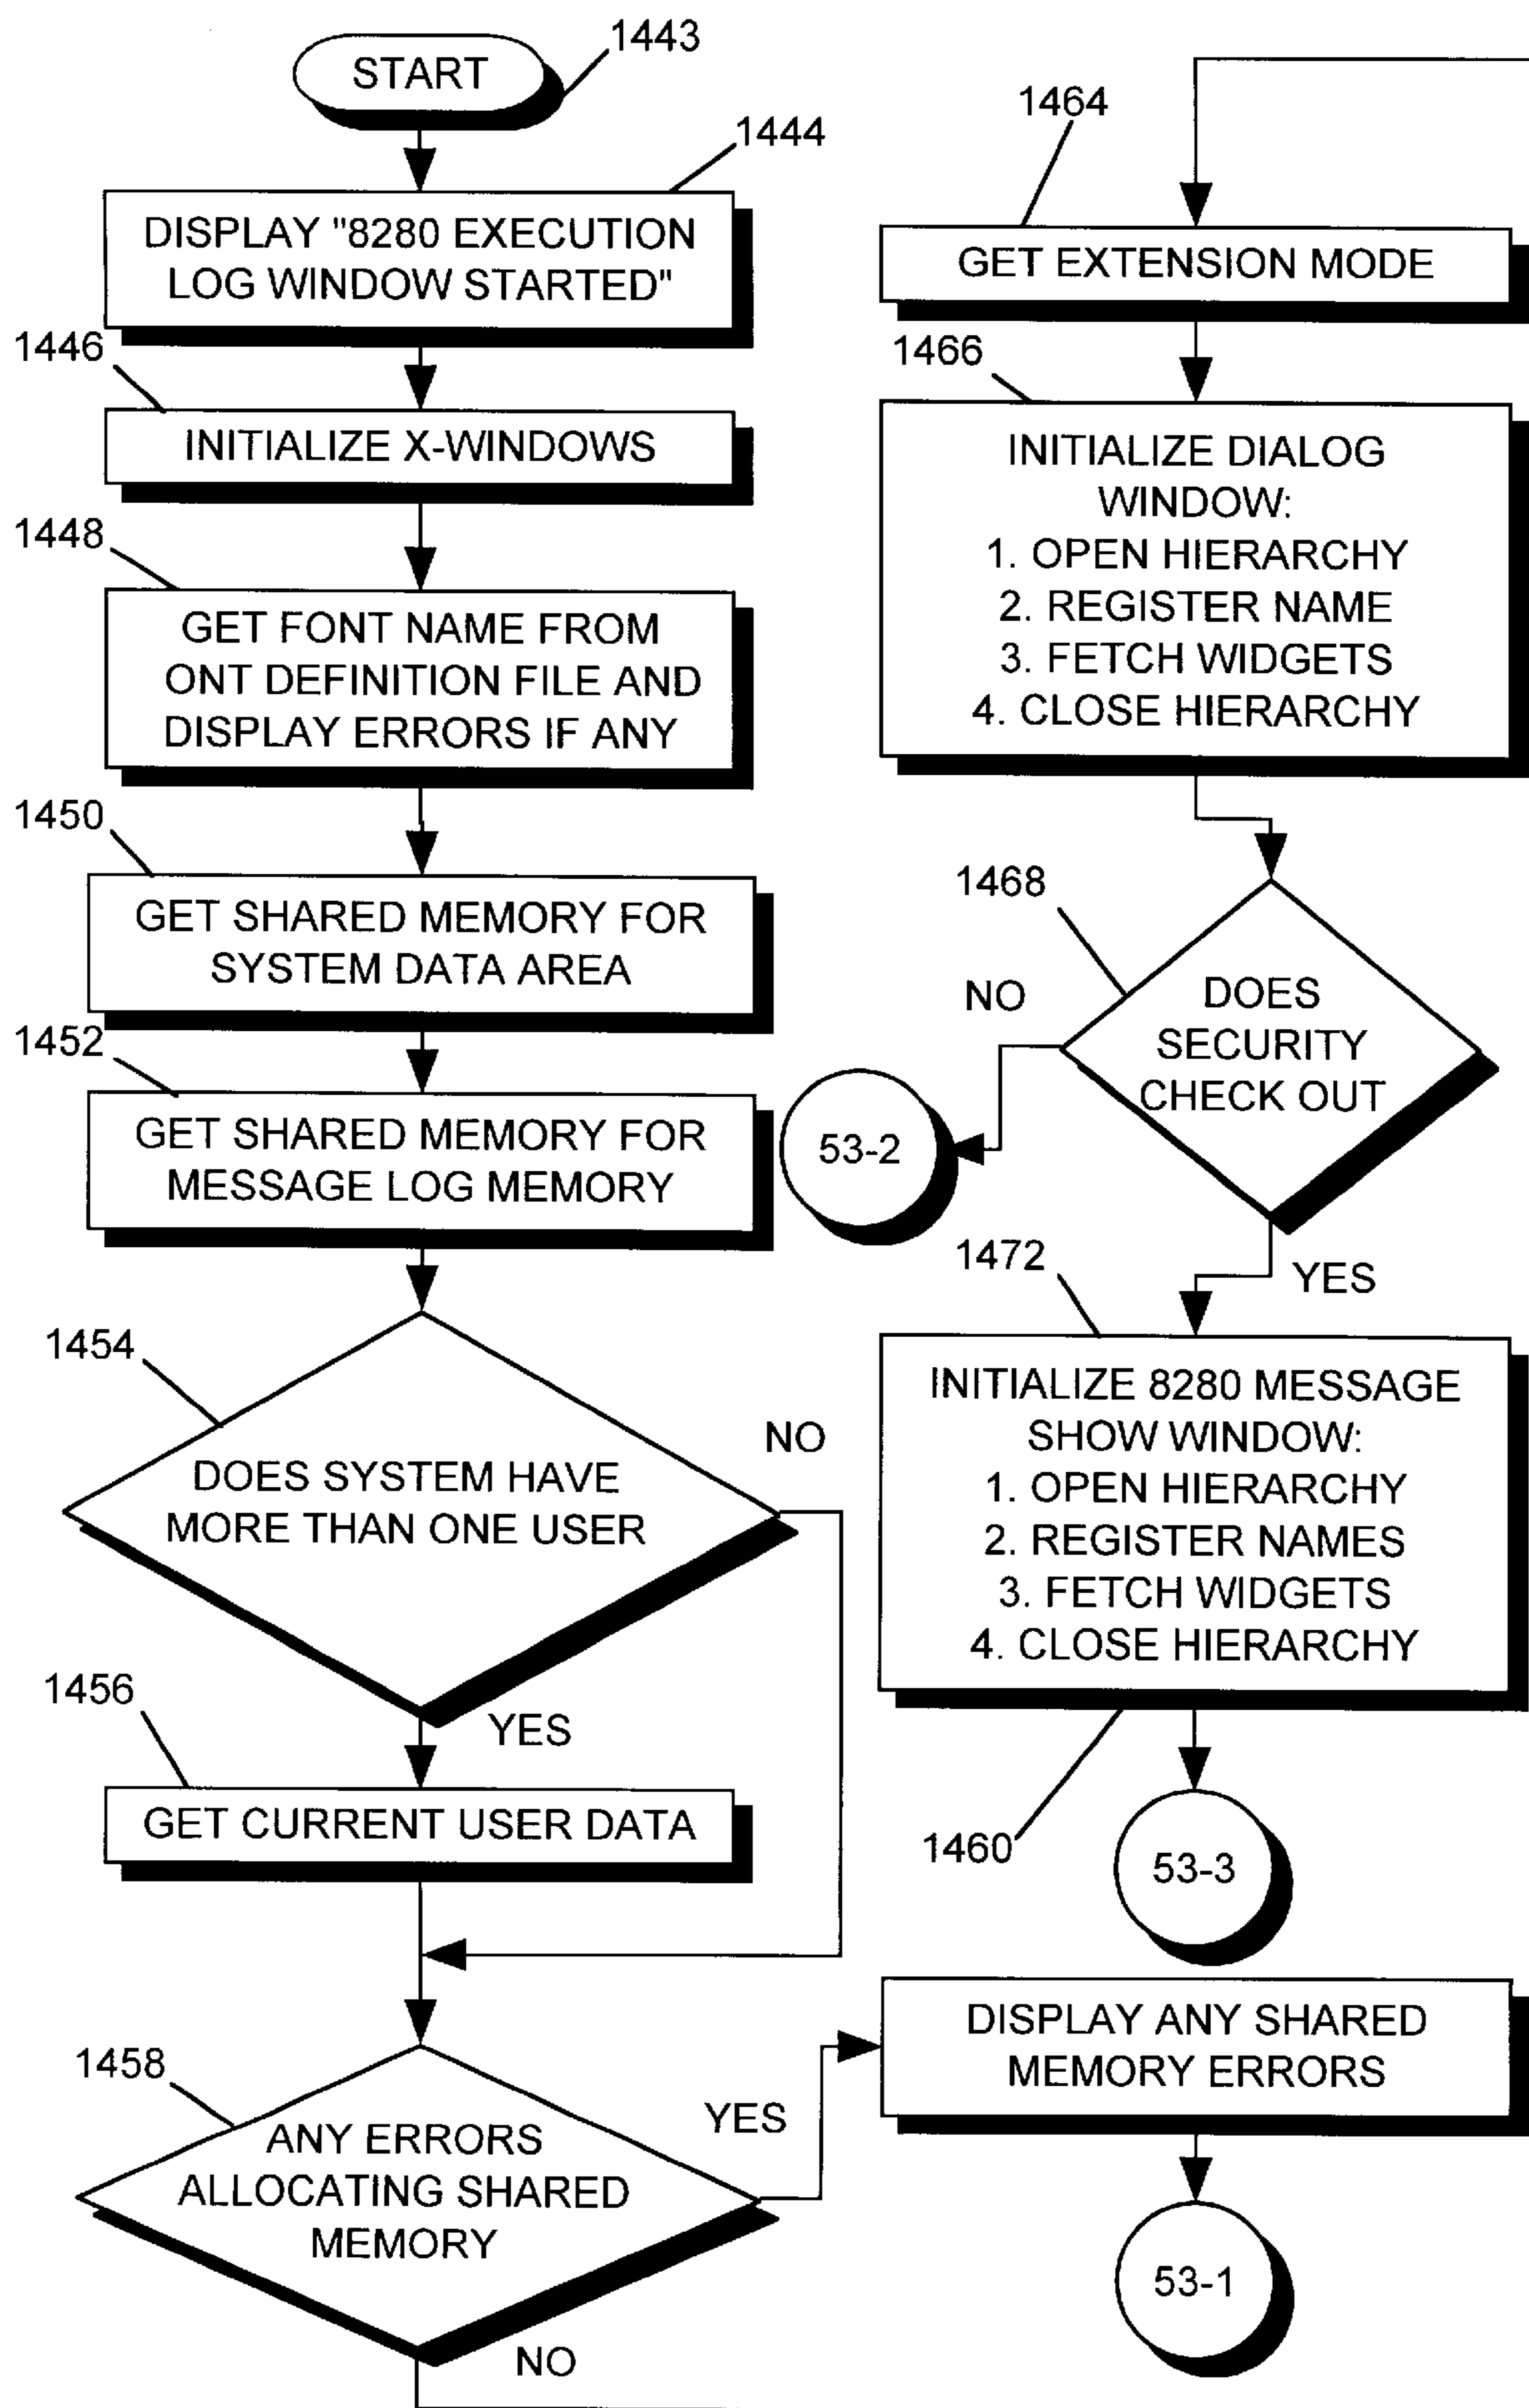 1443
START
1444
DISPLAY "8280 EXECUTION
LOG WINDOW STARTED"
1446
INITIALIZE X-WINDOWS
1448
GET FONT NAME FROM
ONT DEFINITION FILE AND
DISPLAY ERRORS IF ANY
1450
GET SHARED MEMORY FOR
SYSTEM DATA AREA
1452
GET SHARED MEMORY FOR
MESSAGE LOG MEMORY
1454
DOES SYSTEM HAVE
MORE THAN ONE USER
NO
YES
1456
GET CURRENT USER DATA
1458
ANY ERRORS
ALLOCATING SHARED
MEMORY
YES
NO
1464
GET EXTENSION MODE
1466
INITIALIZE DIALOG
WINDOW:
1. OPEN HIERARCHY
2. REGISTER NAME
3. FETCH WIDGETS
4. CLOSE HIERARCHY
1468
DOES
SECURITY
CHECK OUT
NO
53-2
YES
1472
INITIALIZE 8280 MESSAGE
SHOW WINDOW:
1. OPEN HIERARCHY
2. REGISTER NAMES
3. FETCH WIDGETS
4. CLOSE HIERARCHY
1460
53-3
DISPLAY ANY SHARED
MEMORY ERRORS
53-1